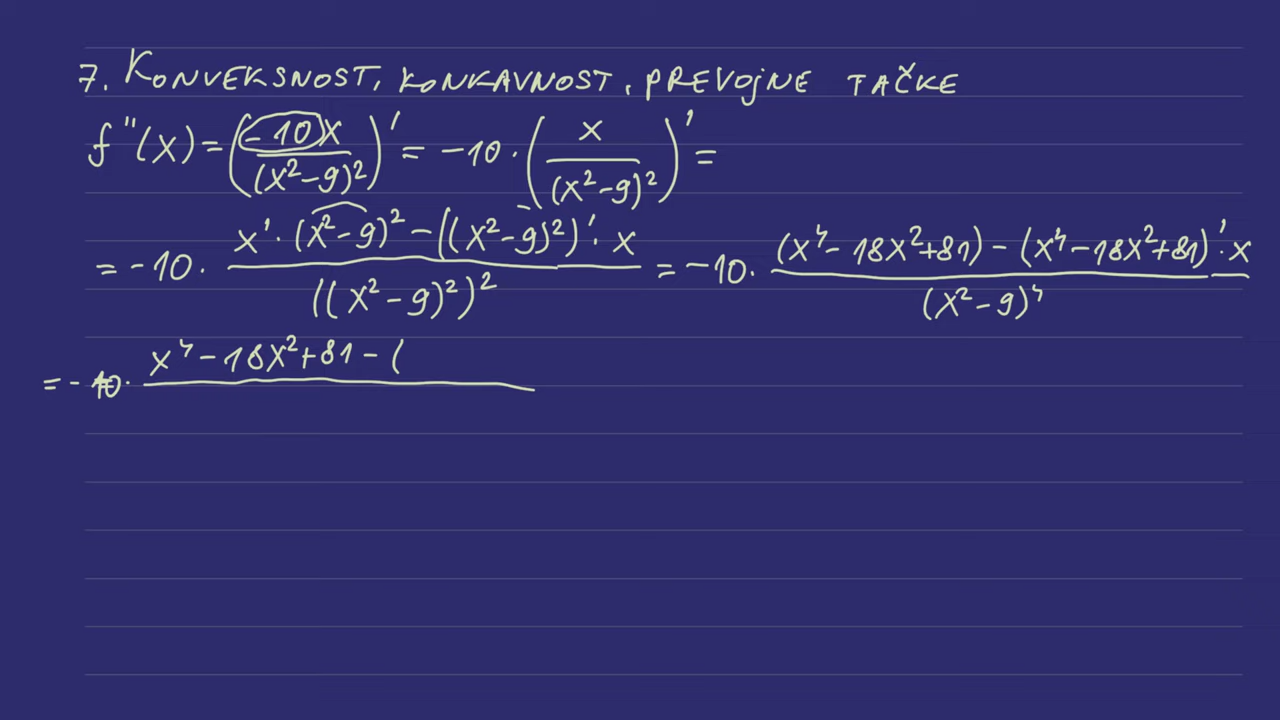 7. KONVEKSNOST, KONKAVNOST, PREVOJNE TAČKE
f''(x) = (-10x / (x²-9)²)' = -10 · (x / (x²-9)²)' =
= -10 · (x' · (x²-9)² - ((x²-9)²)' · x) / ((x²-9)²)² = -10 · ((x⁴-18x²+81) - (x⁴-18x²+81)' · x) / (x²-9)⁴
= -10 · x⁴-18x²+81 - (